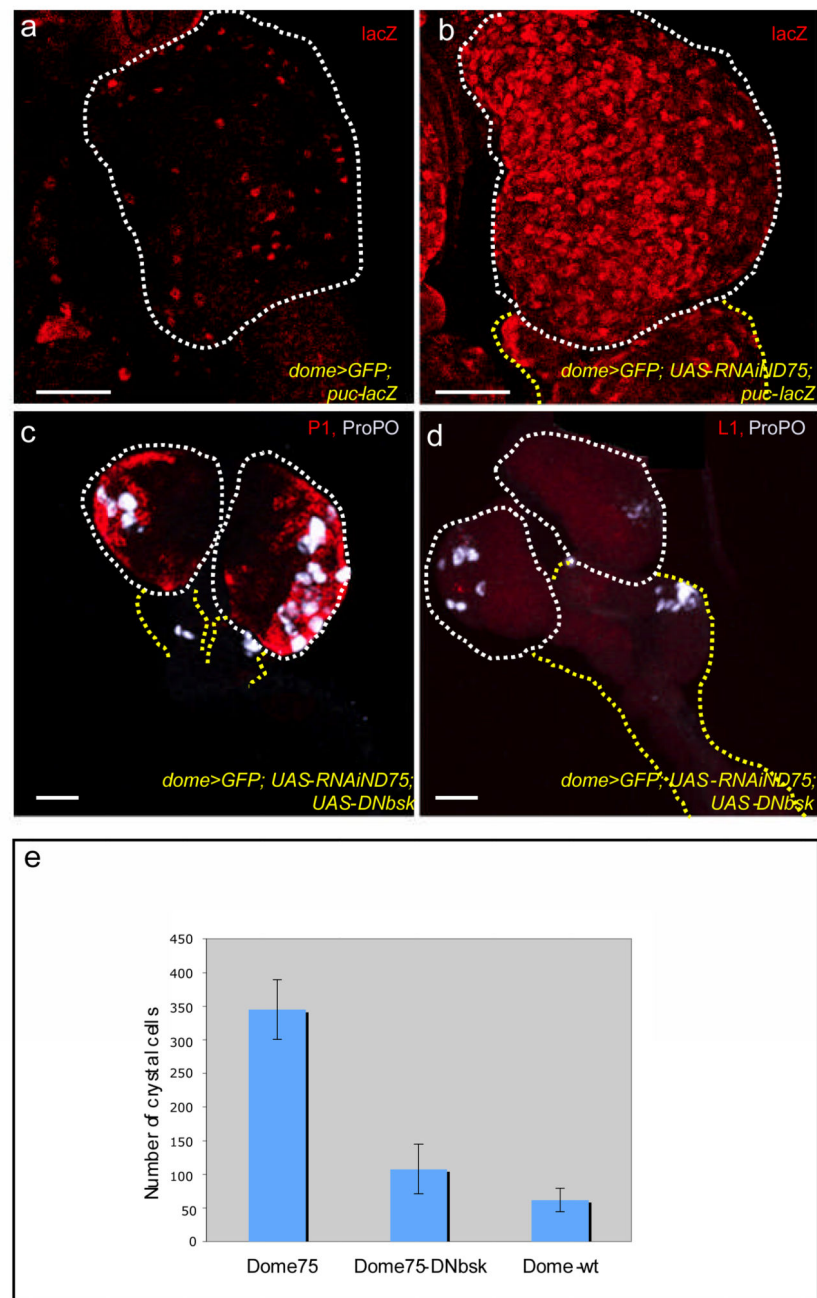 a
lacZ
dome>GFP;
puc-lacZ
b
lacZ
dome>GFP; UAS-RNAiND75;
puc-lacZ
c
P1, ProPO
dome>GFP; UAS-RNAiND75;
UAS-DNbsk
d
L1, ProPO
dome>GFP; UAS-RNAiND75;
UAS-DNbsk
e
Number of crystal cells
450
400
350
300
250
200
150
100
50
0
Dome75 Dome75-DNbsk Dome-wt